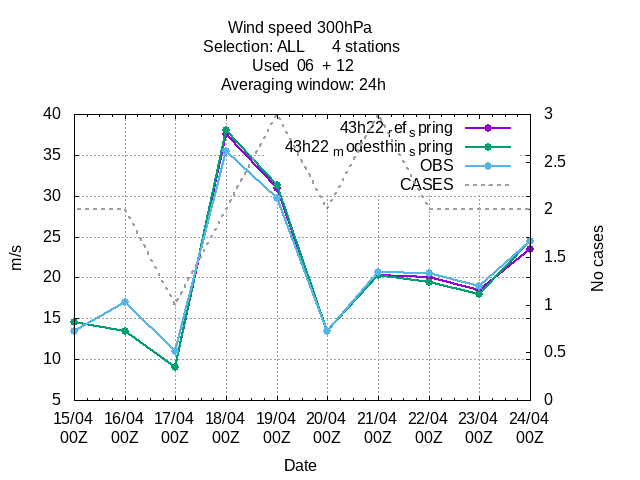 Wind speed 300hPa
Selection: ALL 4 stations
Used 06 + 12
Averaging window: 24h
43h22 ref s pring
43h22 m odesthin s pring
OBS
CASES
40
35
30
25
20
15
10
5
3
2.5
2
1.5
1
0.5
0
m/s
No cases
15/04 16/04 17/04 18/04 19/04 20/04 21/04 22/04 23/04 24/04
00Z 00Z 00Z 00Z 00Z 00Z 00Z 00Z 00Z 00Z
Date